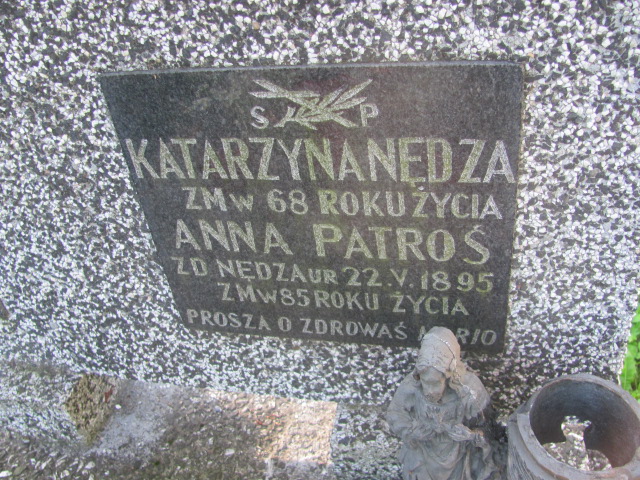 Ś P
KATARZYNA NĘDZA
ZM W 68 ROKU ŻYCIA
ANNA PATROŚ
ZD NĘDZA UR 22.V.1895
ZM W 85 ROKU ŻYCIA
PROSZĄ O ZDROWAŚ MARIO